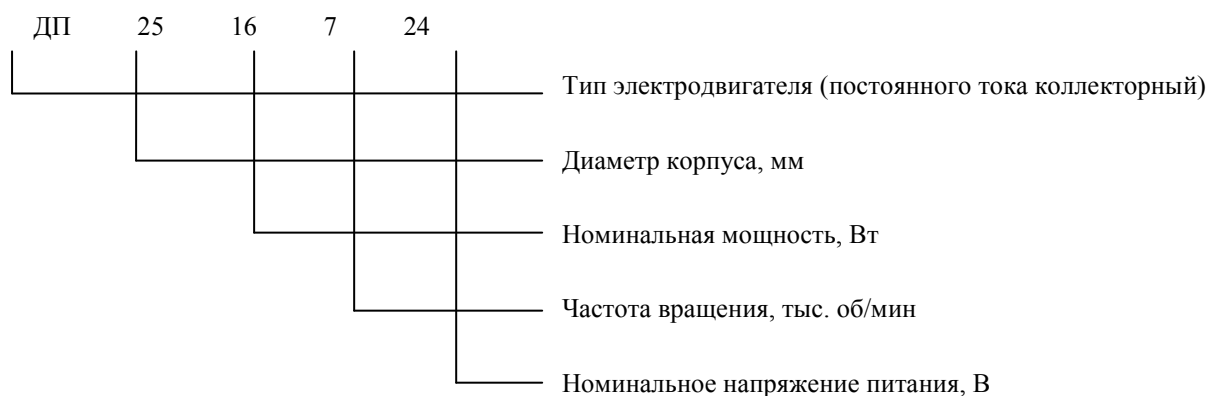 ДП 25 16 7 24
Тип электродвигателя (постоянного тока коллекторный)
Диаметр корпуса, мм
Номинальная мощность, Вт
Частота вращения, тыс. об/мин
Номинальное напряжение питания, В